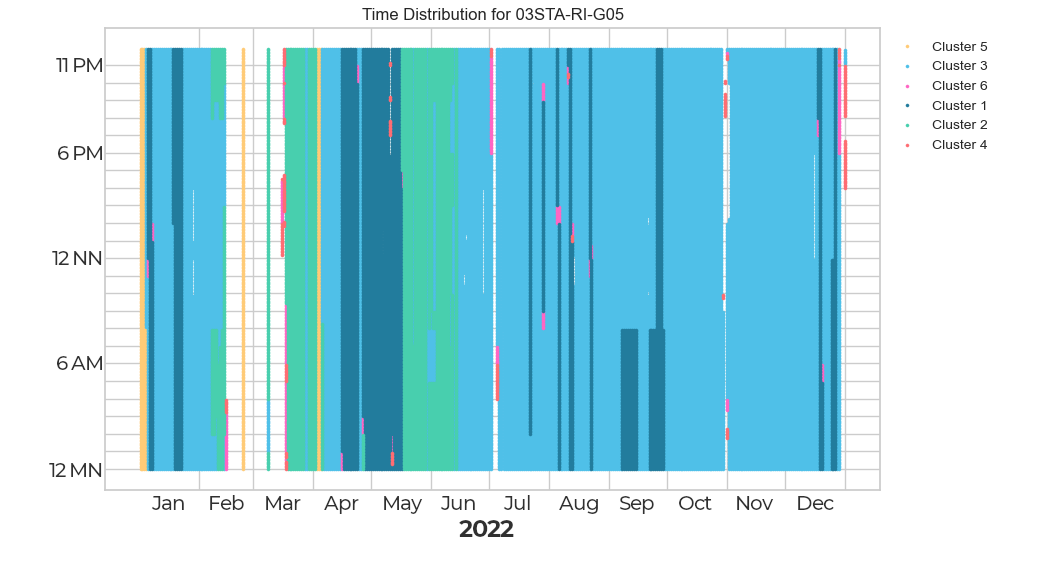 Time Distribution for 03STA-RI-G05
11 PM
6 PM
12 NN
6 AM
12 MN
Jan Feb Mar Apr May Jun Jul Aug Sep Oct Nov Dec
2022
Cluster 5
Cluster 3
Cluster 6
Cluster 1
Cluster 2
Cluster 4